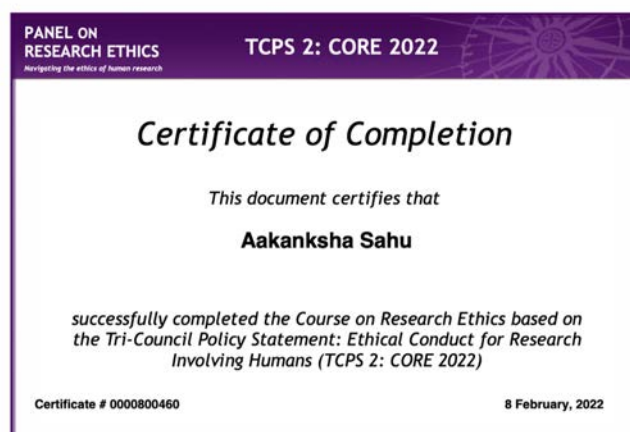 PANEL ON
RESEARCH ETHICS
Navigating the ethics of human research
TCPS 2: CORE 2022
Certificate of Completion
This document certifies that
Aakanksha Sahu
successfully completed the Course on Research Ethics based on
the Tri-Council Policy Statement: Ethical Conduct for Research
Involving Humans (TCPS 2: CORE 2022)
Certificate # 0000800460
8 February, 2022